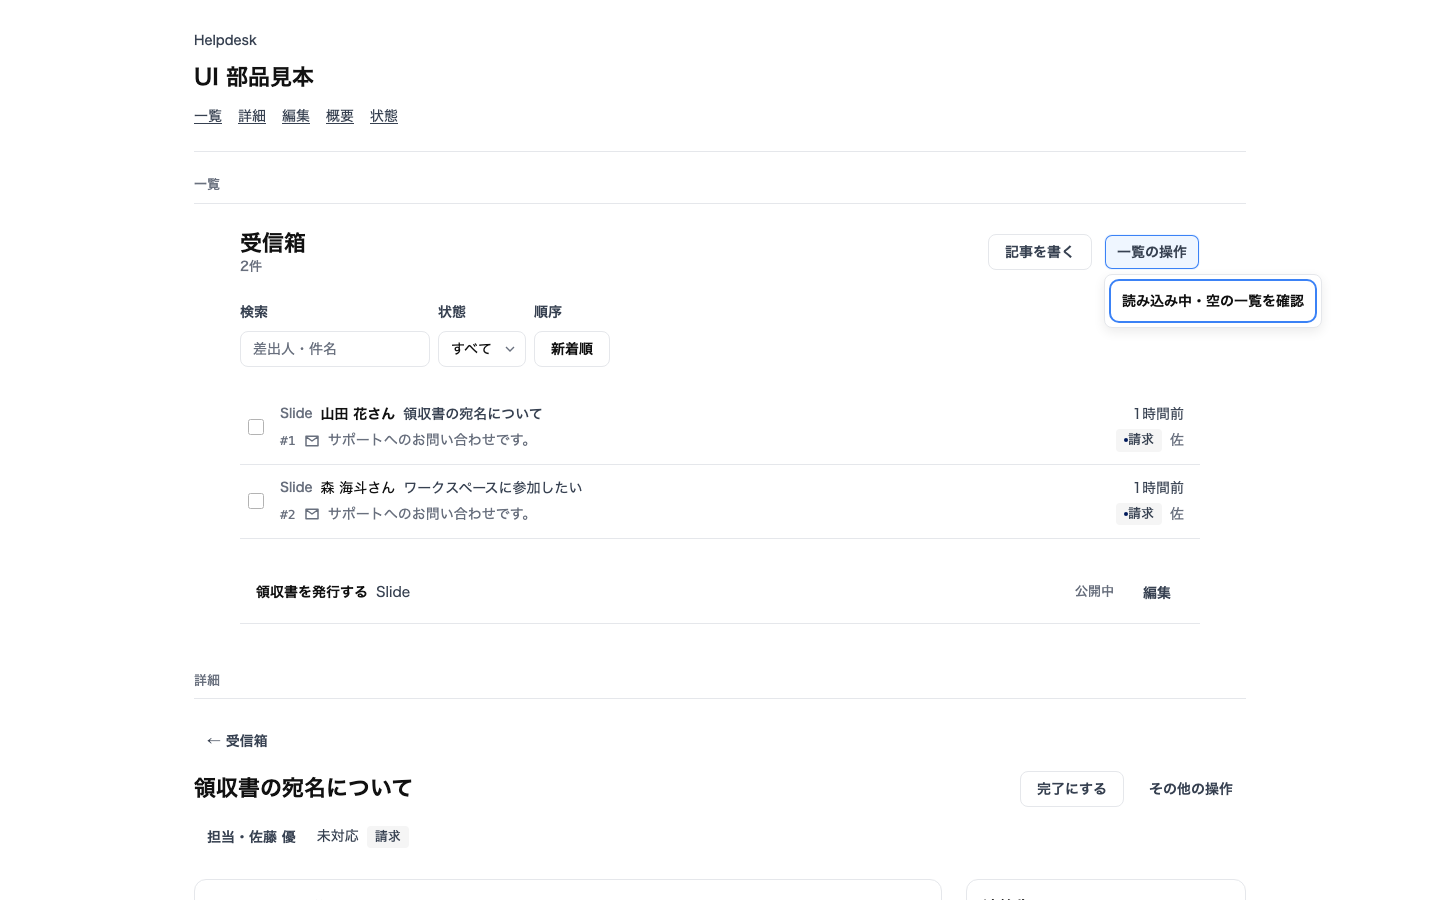 Helpdesk
UI 部品見本
一覧 詳細 編集 概要 状態
一覧
受信箱
2件
記事を書く 一覧の操作
読み込み中・空の一覧を確認
検索 状態 順序
差出人・件名 すべて 新着順
Slide 山田 花さん 領収書の宛名について 1時間前
#1 サポートへのお問い合わせです。 •請求 佐
Slide 森 海斗さん ワークスペースに参加したい 1時間前
#2 サポートへのお問い合わせです。 •請求 佐
領収書を発行する Slide 公開中 編集
詳細
← 受信箱
領収書の宛名について 完了にする その他の操作
担当・佐藤 優 未対応 請求